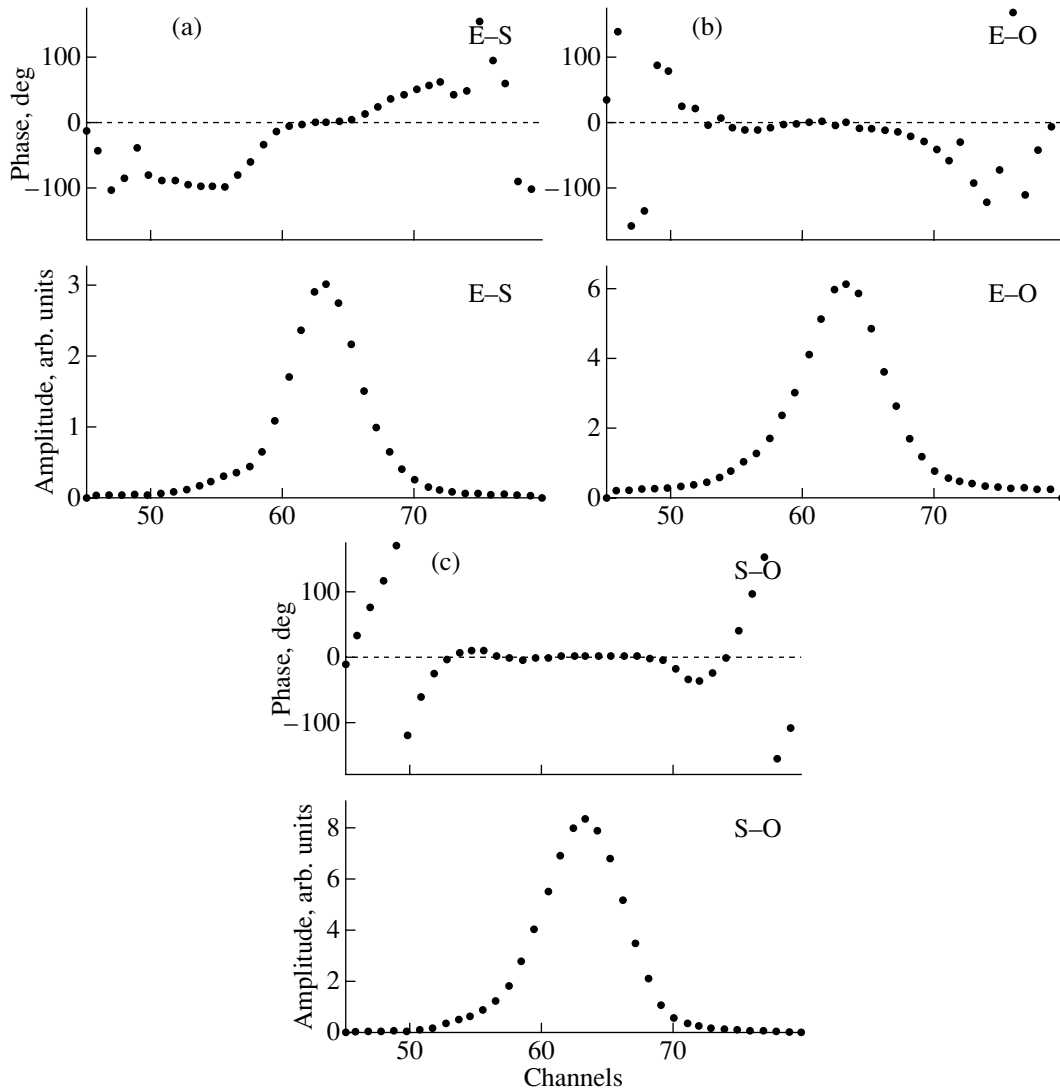 (a)
E–S
Phase, deg
100
0
–100
(b)
E–O
100
0
–100
E–S
Amplitude, arb. units
3
2
1
0
50
60
70
E–O
6
4
2
0
50
60
70
(c)
S–O
Phase, deg
100
0
–100
S–O
Amplitude, arb. units
8
6
4
2
0
50
60
70
Channels